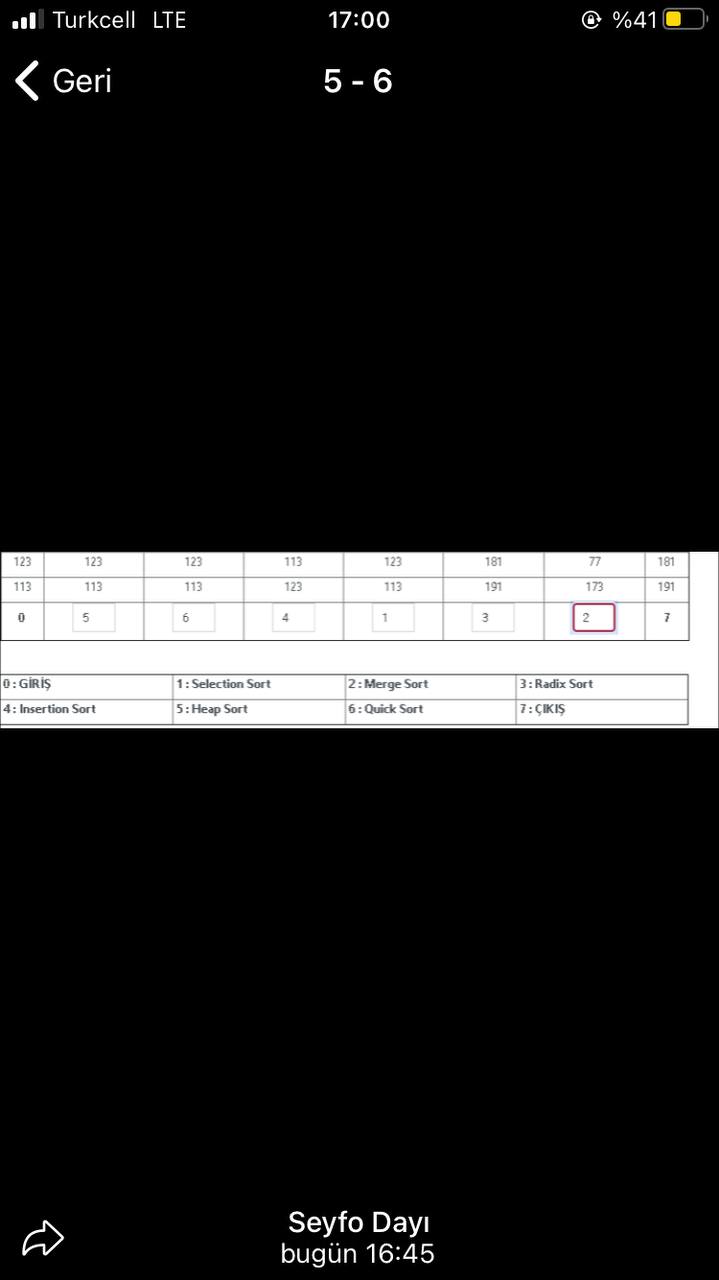 Turkcell LTE 17:00 %41
Geri 5 - 6
123 123 123 113 123 181 77 181
113 113 113 123 113 191 173 191
0 5 6 4 1 3 2 7
0 : GİRİŞ 1 : Selection Sort 2 : Merge Sort 3 : Radix Sort
4 : Insertion Sort 5 : Heap Sort 6 : Quick Sort 7 : ÇIKIŞ
Seyfo Dayı
bugün 16:45